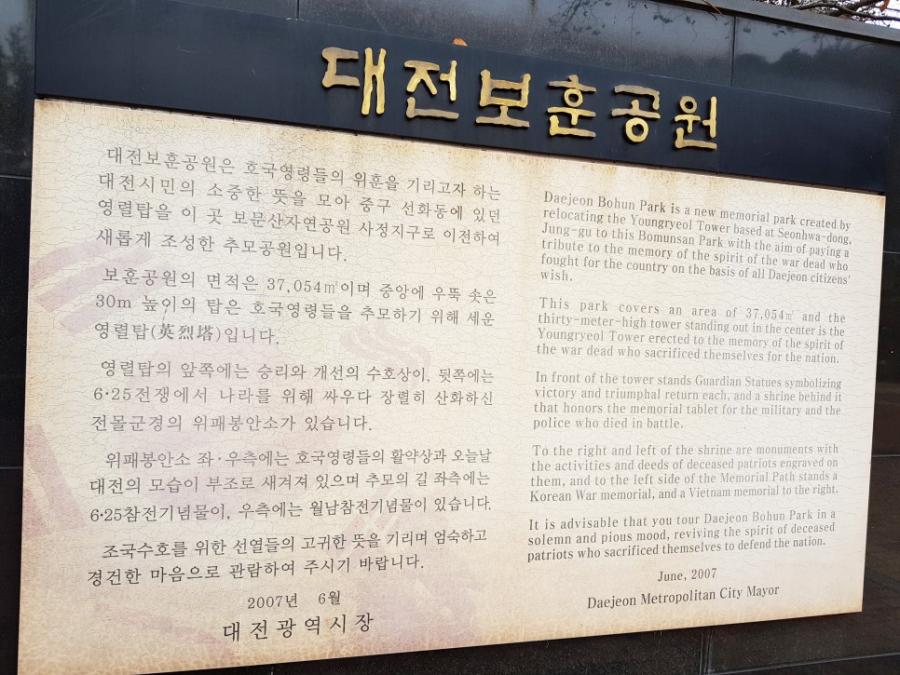 대전보훈공원
대전보훈공원은 호국영령들의 위훈을 기리고자 하는
대전시민의 소중한 뜻을 모아 중구 선화동에 있던
영렬탑을 이 곳 보문산자연공원 사정지구로 이전하여
새롭게 조성한 추모공원입니다.
보훈공원의 면적은 37,054㎡이며 중앙에 우뚝 솟은
30m 높이의 탑은 호국영령들을 추모하기 위해 세운
영렬탑(英烈塔)입니다.
영렬탑의 앞쪽에는 승리와 개선의 수호상이, 뒷쪽에는
6·25전쟁에서 나라를 위해 싸우다 장렬히 산화하신
전몰군경의 위패봉안소가 있습니다.
위패봉안소 좌·우측에는 호국영령들의 활약상과 오늘날
대전의 모습이 부조로 새겨져 있으며 추모의 길 좌측에는
6·25참전기념물이, 우측에는 월남참전기념물이 있습니다.
조국수호를 위한 선열들의 고귀한 뜻을 기리며 엄숙하고
경건한 마음으로 관람하여 주시기 바랍니다.
2007년 6월
대전광역시장
Daejeon Bohun Park is a new memorial park created by
relocating the Youngryeol Tower based at Seonhwa-dong,
Jung-gu to this Bomunsan Park with the aim of paying a
tribute to the memory of the spirit of the war dead who
fought for the country on the basis of all Daejeon citizens'
wish.
This park covers an area of 37,054㎡ and the
thirty-meter-high tower standing out in the center is the
Youngryeol Tower erected to the memory of the spirit of
the war dead who sacrificed themselves for the nation.
In front of the tower stands Guardian Statues symbolizing
victory and triumphal return each, and a shrine behind it
that honors the memorial tablet for the military and the
police who died in battle.
To the right and left of the shrine are monuments with
the activities and deeds of deceased patriots engraved on
them, and to the left side of the Memorial Path stands a
Korean War memorial, and a Vietnam memorial to the right.
It is advisable that you tour Daejeon Bohun Park in a
solemn and pious mood, reviving the spirit of deceased
patriots who sacrificed themselves to defend the nation.
June, 2007
Daejeon Metropolitan City Mayor